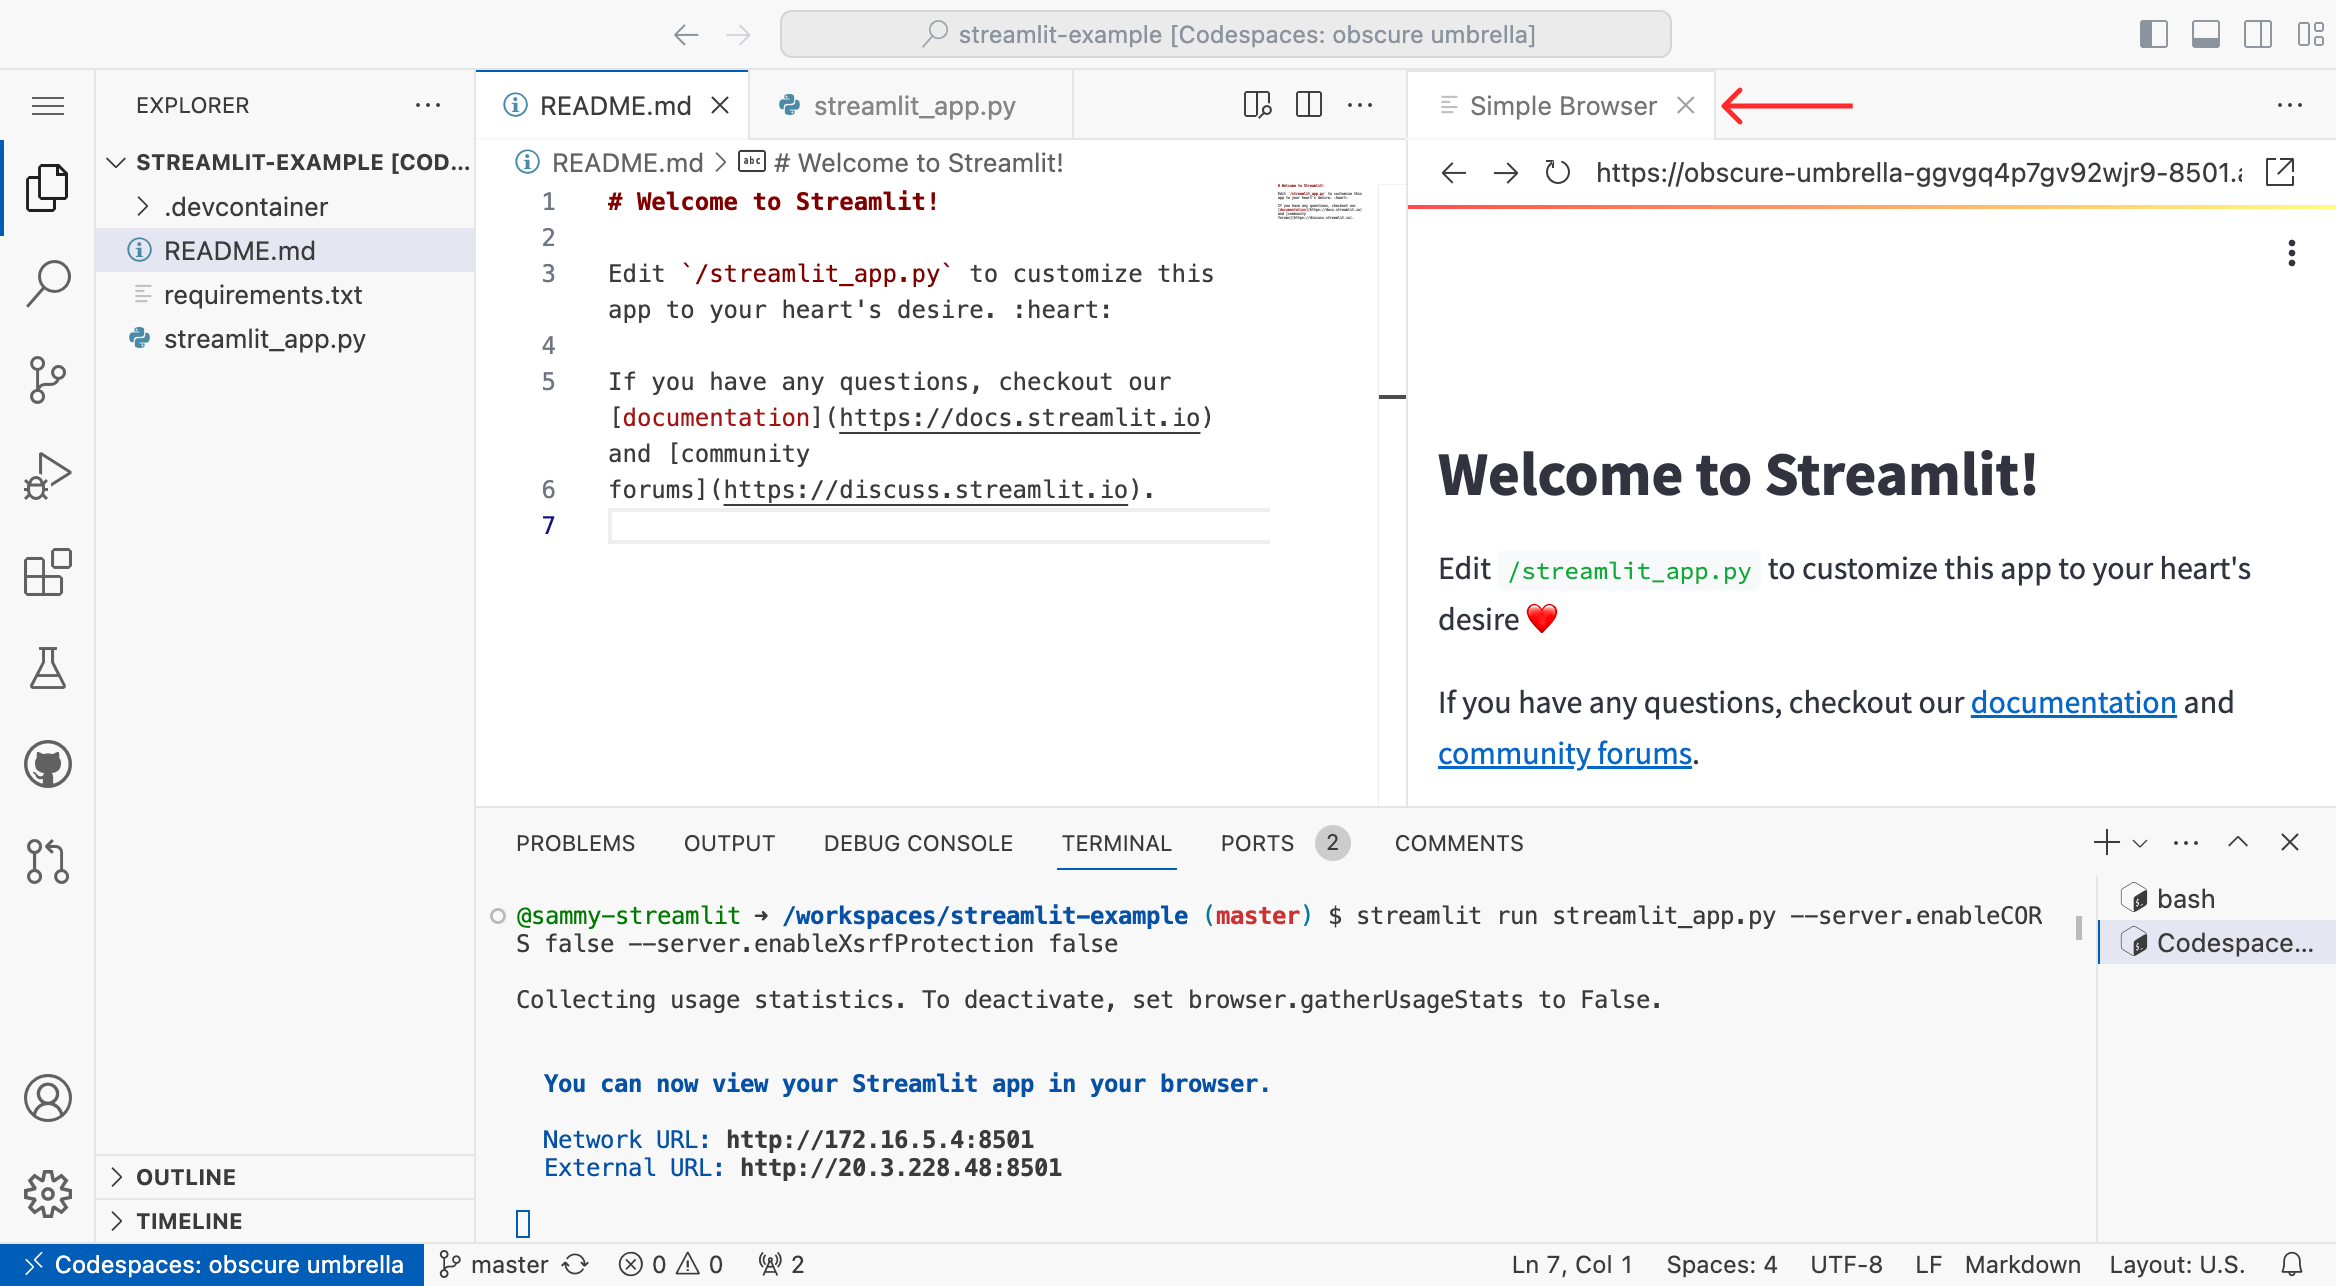 streamlit-example [Codespaces: obscure umbrella]
EXPLORER
STREAMLIT-EXAMPLE [COD...
.devcontainer
README.md
requirements.txt
streamlit_app.py
OUTLINE
TIMELINE
README.md
streamlit_app.py
README.md > abc # Welcome to Streamlit!
1 # Welcome to Streamlit!
2
3 Edit `/streamlit_app.py` to customize this
app to your heart's desire. :heart:
4
5 If you have any questions, checkout our
[documentation](https://docs.streamlit.io)
and [community
6 forums](https://discuss.streamlit.io).
7
Simple Browser
https://obscure-umbrella-ggvgq4p7gv92wjr9-8501.a
Welcome to Streamlit!
Edit /streamlit_app.py to customize this app to your heart's
desire ❤️
If you have any questions, checkout our documentation and
community forums.
PROBLEMS OUTPUT DEBUG CONSOLE TERMINAL PORTS 2 COMMENTS
@sammy-streamlit ➜ /workspaces/streamlit-example (master) $ streamlit run streamlit_app.py --server.enableCOR
S false --server.enableXsrfProtection false
Collecting usage statistics. To deactivate, set browser.gatherUsageStats to False.
You can now view your Streamlit app in your browser.
Network URL: http://172.16.5.4:8501
External URL: http://20.3.228.48:8501
bash
Codespace...
Codespaces: obscure umbrella master 0 0 2 Ln 7, Col 1 Spaces: 4 UTF-8 LF Markdown Layout: U.S.